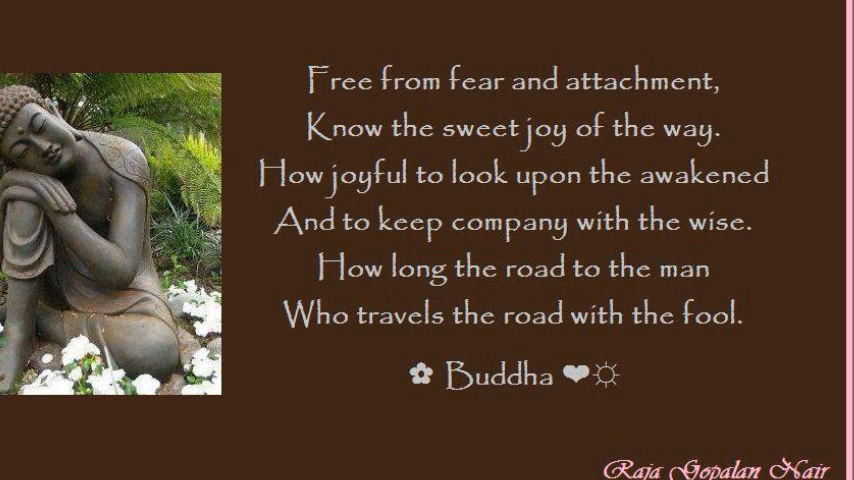 Free from fear and attachment,
Know the sweet joy of the way.
How joyful to look upon the awakened
And to keep company with the wise.
How long the road to the man
Who travels the road with the fool.
✿ Buddha ❤☼
Raja Gopalan Nair